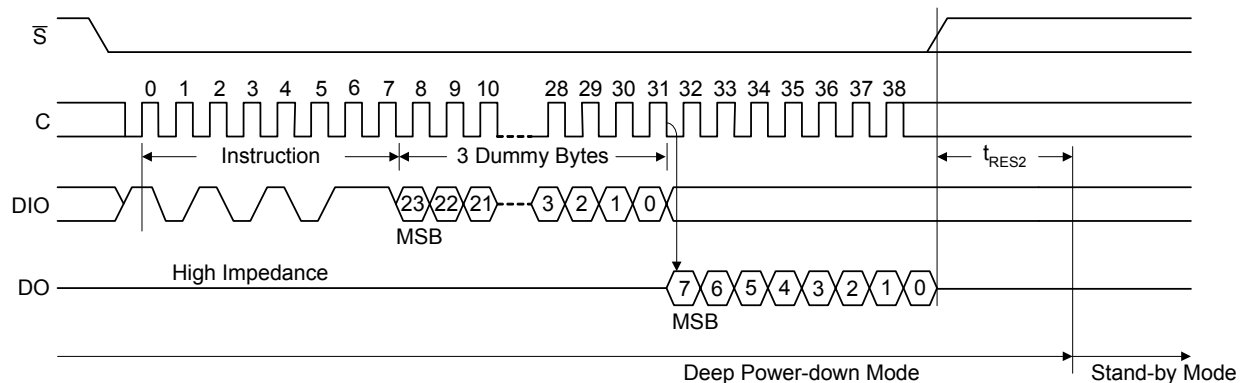 S
0 1 2 3 4 5 6 7 8 9 10 28 29 30 31 32 33 34 35 36 37 38
C
Instruction 3 Dummy Bytes tRES2
DIO 23 22 21 3 2 1 0
MSB
High Impedance
DO 7 6 5 4 3 2 1 0
MSB
Deep Power-down Mode Stand-by Mode